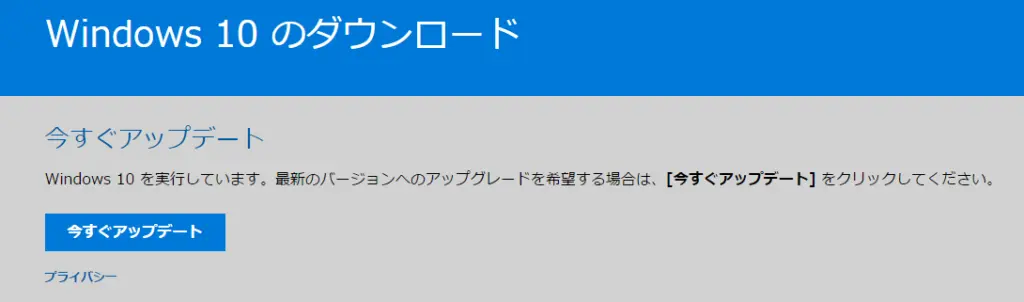 Windows 10 のダウンロード
今すぐアップデート
Windows 10 を実行しています。最新のバージョンへのアップグレードを希望する場合は、[今すぐアップデート] をクリックしてください。
今すぐアップデート
プライバシー